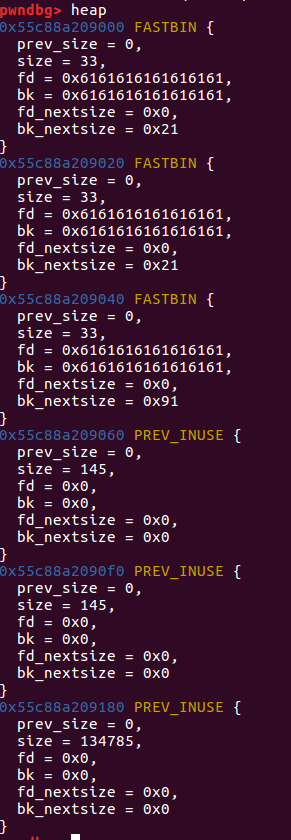 pwndbg> heap
0x55c88a209000 FASTBIN {
  prev_size = 0,
  size = 33,
  fd = 0x6161616161616161,
  bk = 0x6161616161616161,
  fd_nextsize = 0x0,
  bk_nextsize = 0x21
}
0x55c88a209020 FASTBIN {
  prev_size = 0,
  size = 33,
  fd = 0x6161616161616161,
  bk = 0x6161616161616161,
  fd_nextsize = 0x0,
  bk_nextsize = 0x21
}
0x55c88a209040 FASTBIN {
  prev_size = 0,
  size = 33,
  fd = 0x6161616161616161,
  bk = 0x6161616161616161,
  fd_nextsize = 0x0,
  bk_nextsize = 0x91
}
0x55c88a209060 PREV_INUSE {
  prev_size = 0,
  size = 145,
  fd = 0x0,
  bk = 0x0,
  fd_nextsize = 0x0,
  bk_nextsize = 0x0
}
0x55c88a2090f0 PREV_INUSE {
  prev_size = 0,
  size = 145,
  fd = 0x0,
  bk = 0x0,
  fd_nextsize = 0x0,
  bk_nextsize = 0x0
}
0x55c88a209180 PREV_INUSE {
  prev_size = 0,
  size = 134785,
  fd = 0x0,
  bk = 0x0,
  fd_nextsize = 0x0,
  bk_nextsize = 0x0
}